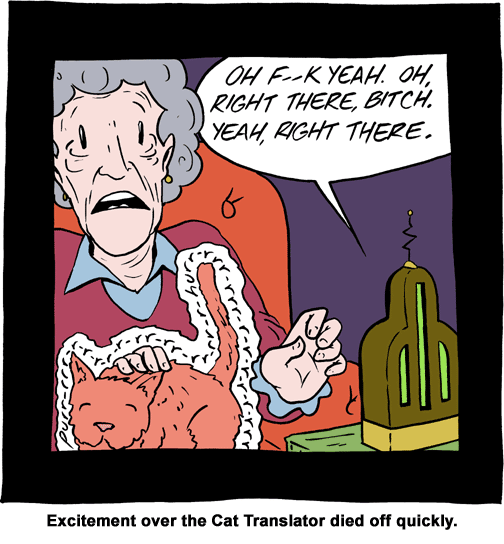 OH F--K YEAH. OH,
RIGHT THERE, BITCH.
YEAH, RIGHT THERE.
Excitement over the Cat Translator died off quickly.